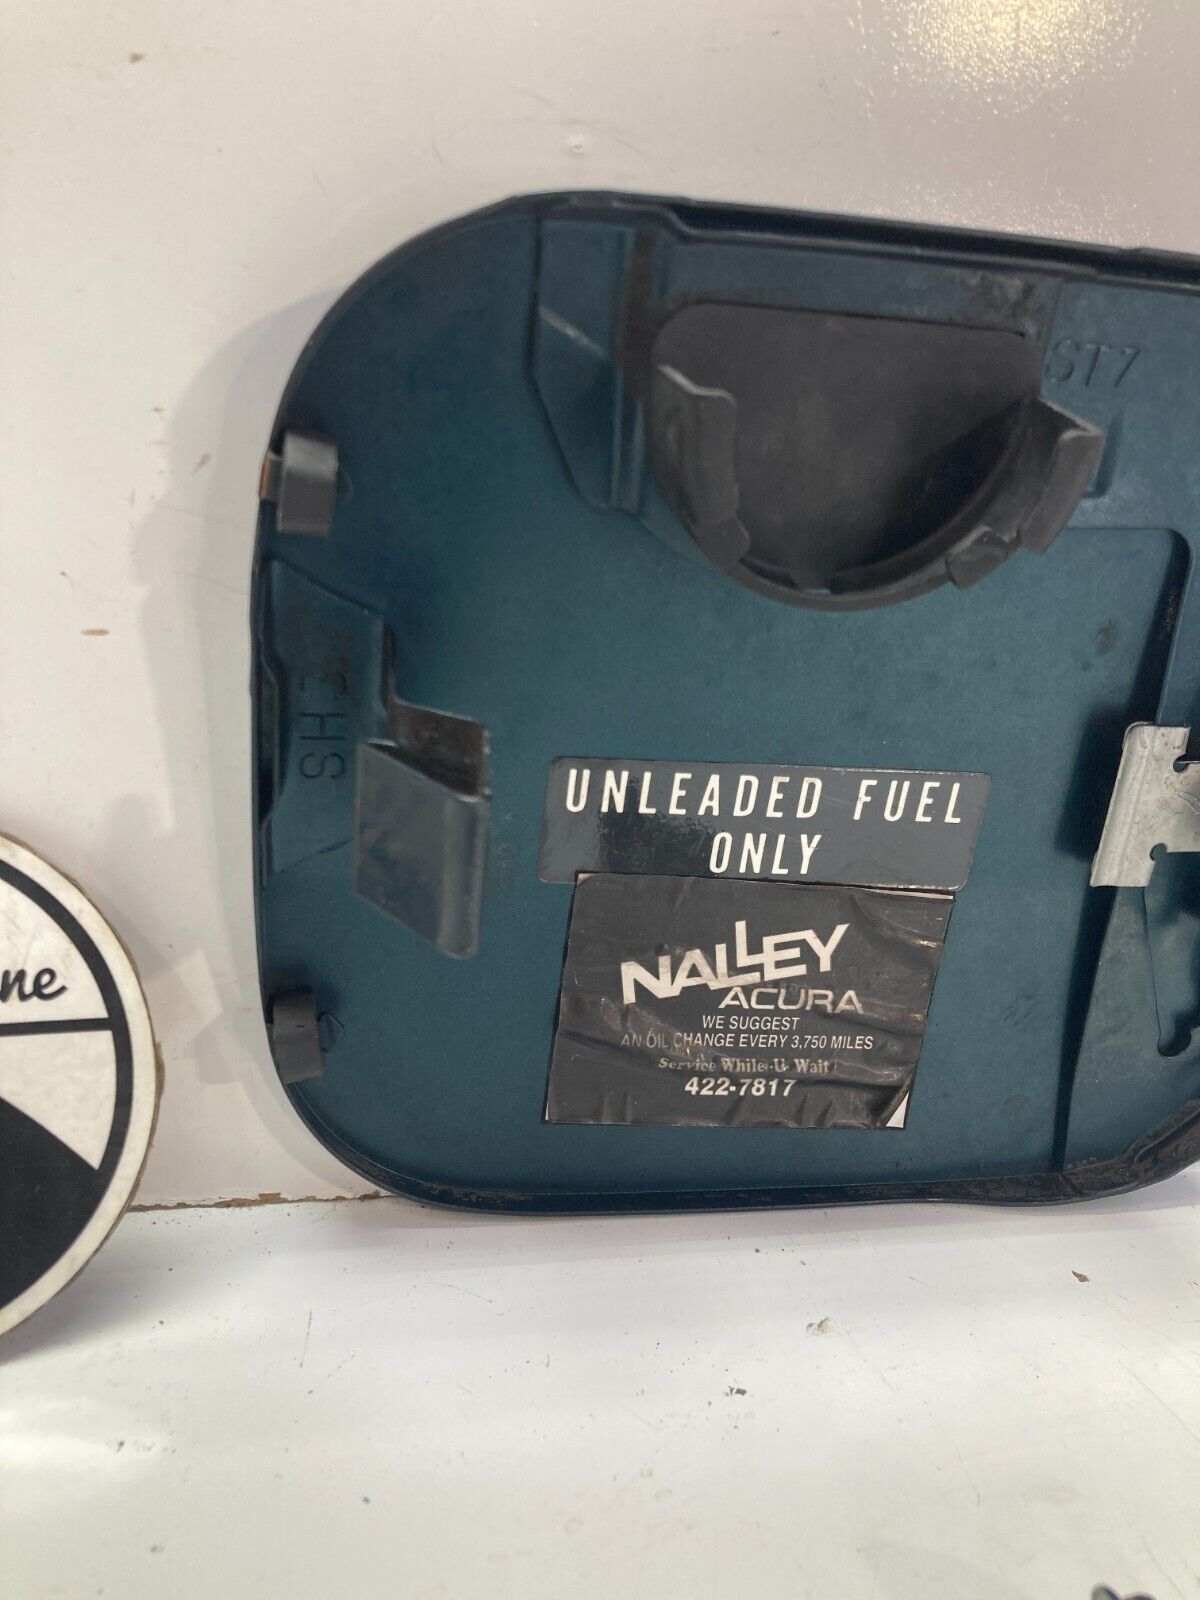 ST7
SH3
UNLEADED FUEL
ONLY
NALLEY
ACURA
WE SUGGEST
AN OIL CHANGE EVERY 3,750 MILES
Service While-U-Wait
422-7817
ne